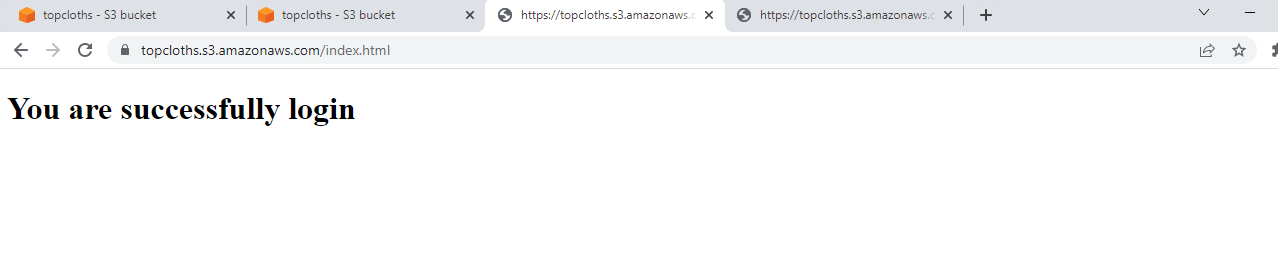 topcloths - S3 bucket
topcloths - S3 bucket
https://topcloths.s3.amazonaws.c
https://topcloths.s3.amazonaws.c
topcloths.s3.amazonaws.com/index.html
You are successfully login